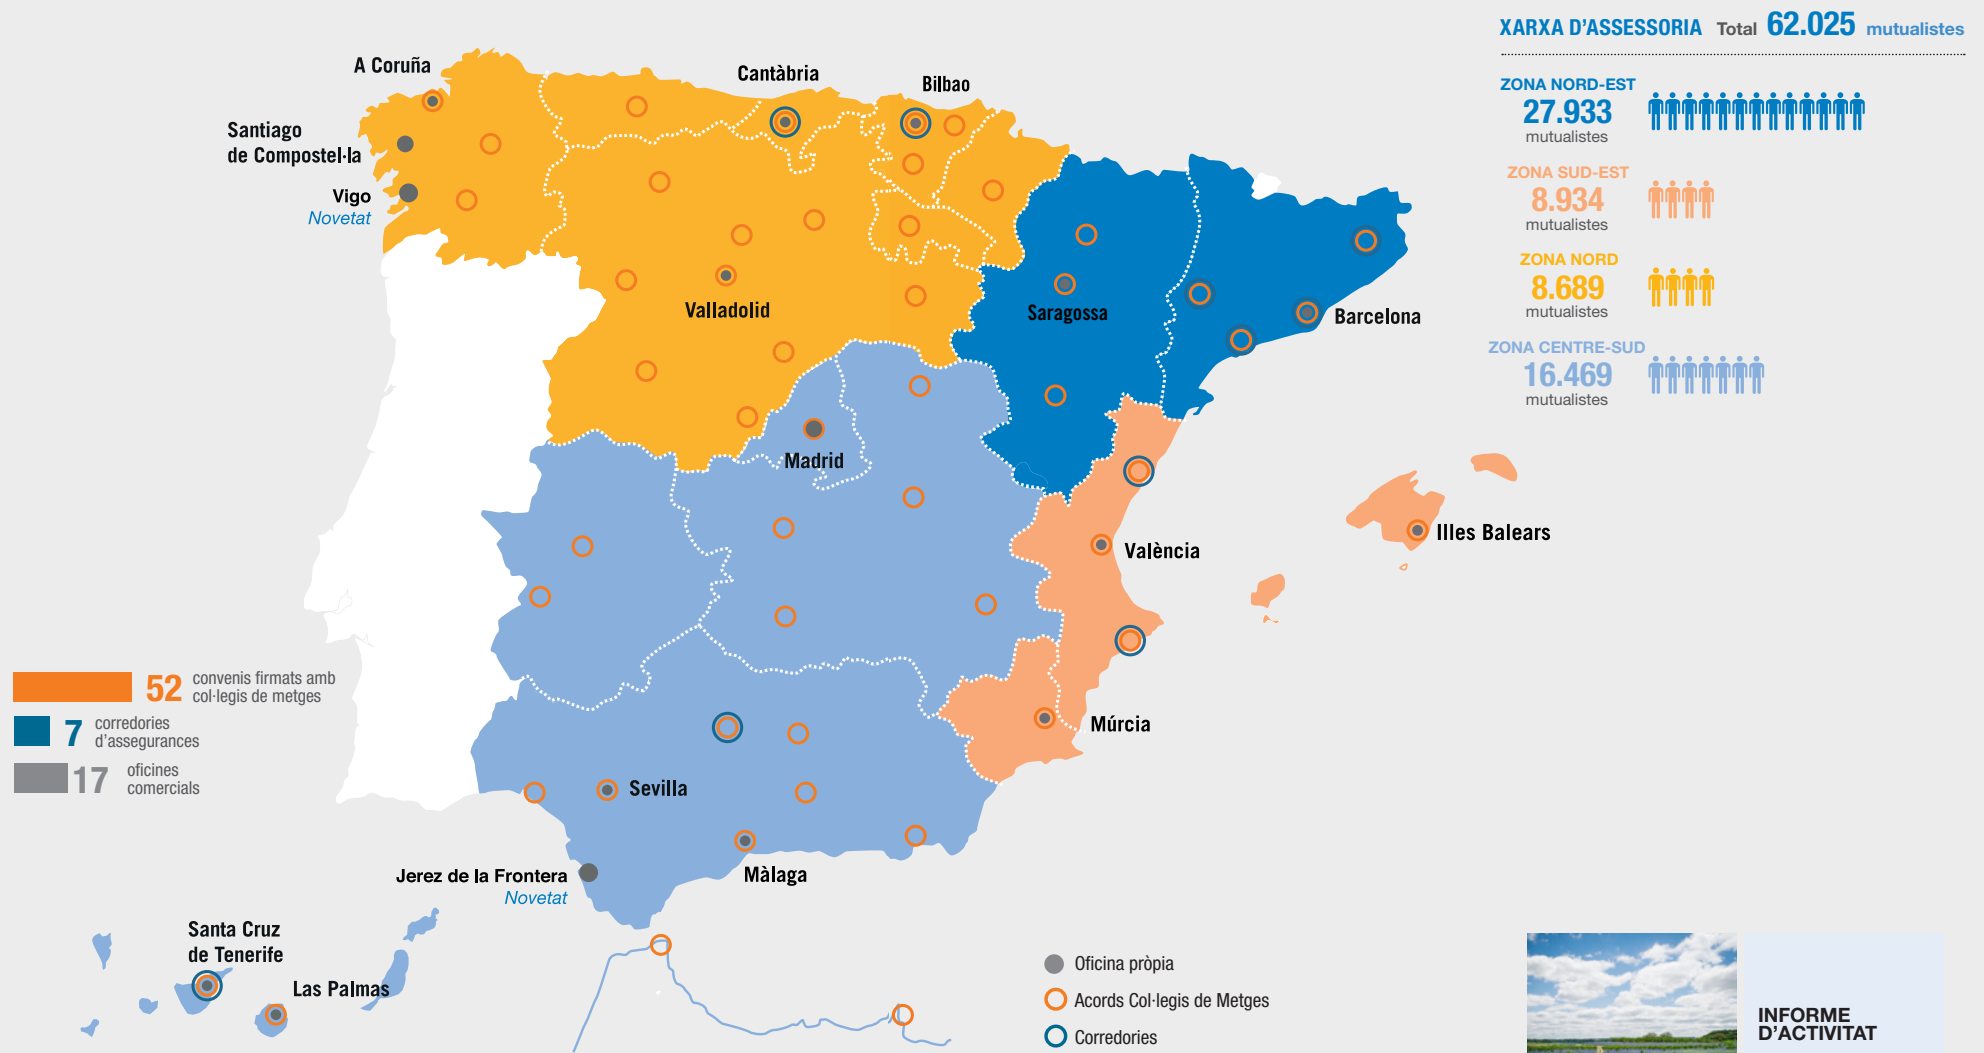 XARXA D'ASSESSORIA Total 62.025 mutualistes
ZONA NORD-EST
27.933
mutualistes
ZONA SUD-EST
8.934
mutualistes
ZONA NORD
8.689
mutualistes
ZONA CENTRE-SUD
16.469
mutualistes
A Coruña
Cantàbria
Bilbao
Santiago
de Compostel·la
Vigo
Novetat
Valladolid
Saragossa
Barcelona
Madrid
València
Illes Balears
Múrcia
Sevilla
Màlaga
Jerez de la Frontera
Novetat
Santa Cruz
de Tenerife
Las Palmas
52 convenis firmats amb
col·legis de metges
7 corredories
d'assegurances
17 oficines
comercials
Oficina pròpia
Acords Col·legis de Metges
Corredories
INFORME
D'ACTIVITAT